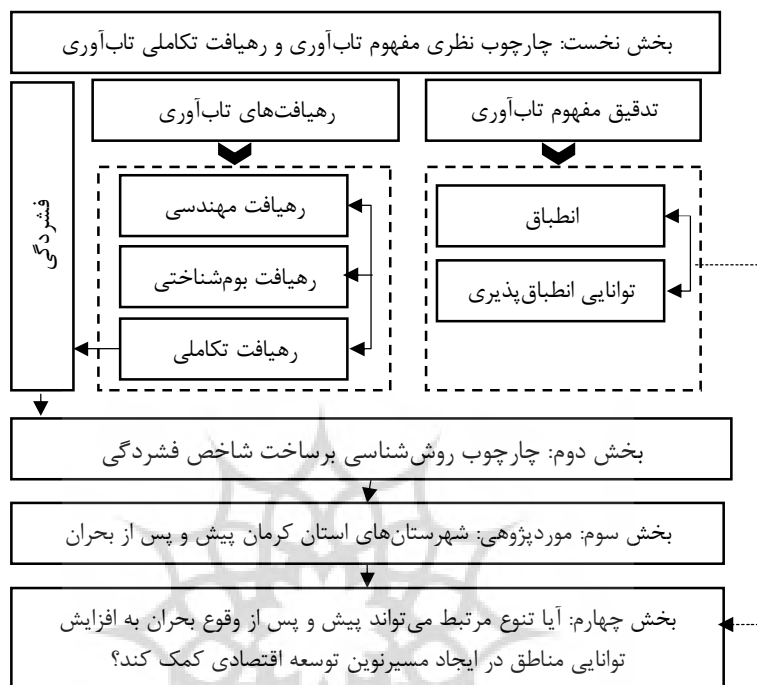 بخش نخست: چارچوب نظری مفهوم تاب‌آوری و رهیافت تکاملی تاب‌آوری
تدقیق مفهوم تاب‌آوری
رهیافت‌های تاب‌آوری
فشردگی
انطباق
توانایی انطباق‌پذیری
رهیافت مهندسی
رهیافت بوم‌شناختی
رهیافت تکاملی
بخش دوم: چارچوب روش‌شناسی برساخت شاخص فشردگی
بخش سوم: موردپژوهی: شهرستان‌های استان کرمان پیش و پس از بحران
بخش چهارم: آیا تنوع مرتبط می‌تواند پیش و پس از وقوع بحران به افزایش
توانایی مناطق در ایجاد مسیرنوین توسعه اقتصادی کمک کند؟